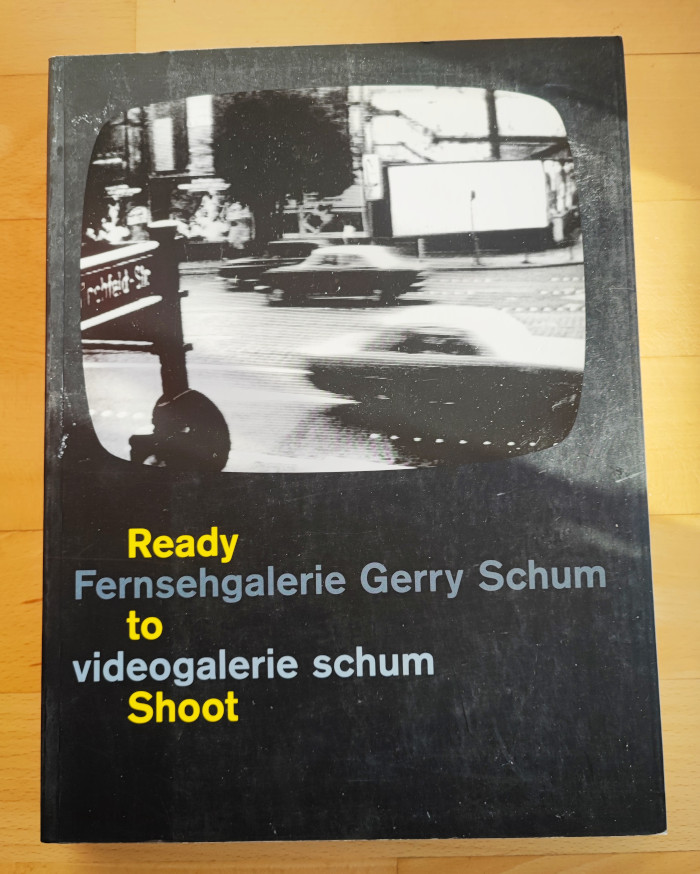 Ready
Fernsehgalerie Gerry Schum
to
videogalerie schum
Shoot